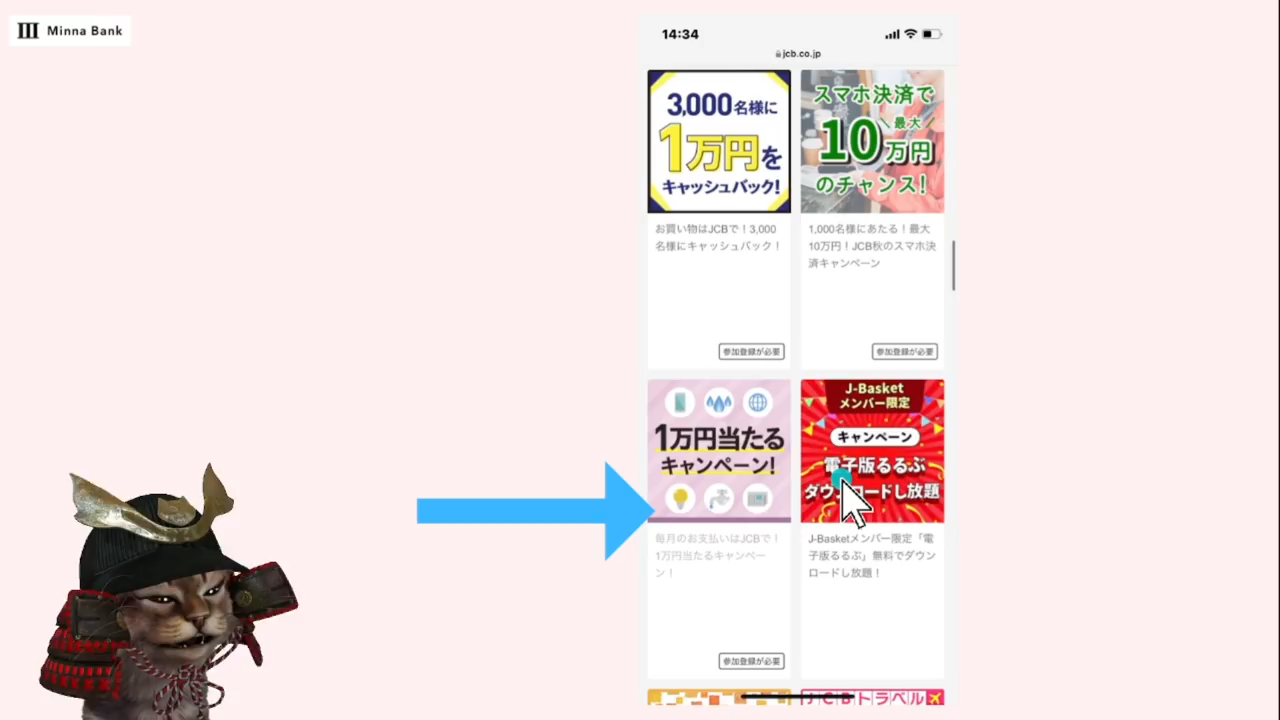 Minna Bank
14:34
jcb.co.jp
3,000名様に
1万円を
キャッシュバック!
スマホ決済で
最大
10万円
のチャンス!
お買い物はJCBで!3,000
名様にキャッシュバック!
1,000名様にあたる!最大
10万円!JCB秋のスマホ決
済キャンペーン
参加登録が必要
参加登録が必要
1万円当たる
キャンペーン!
J-Basket
メンバー限定
キャンペーン
電子版るるぶ
ダウンロードし放題
毎月のお支払いはJCBで!
1万円当たるキャンペー
ン!
J-Basketメンバー限定「電
子版るるぶ」無料でダウン
ロードし放題!
参加登録が必要
JCBトラベル